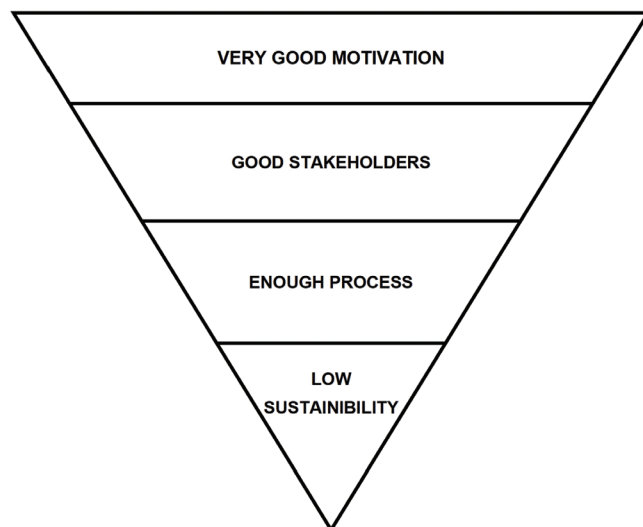 VERY GOOD MOTIVATION
GOOD STAKEHOLDERS
ENOUGH PROCESS
LOW
SUSTAINIBILITY